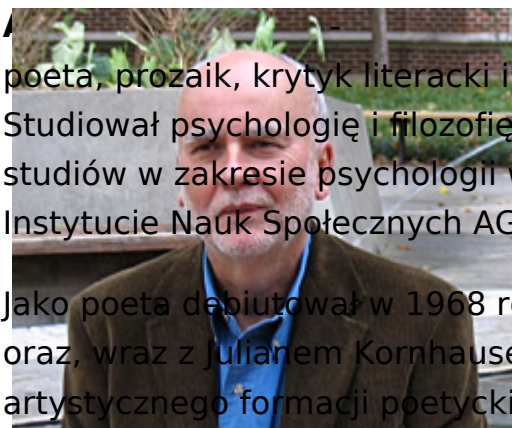 -
poeta, prozaik, krytyk literacki i
Studiował psychologię i filozofię
studiów w zakresie psychologii
Instytucie Nauk Społecznych AG
Jako poeta debiutował w 1968 r
oraz, wraz z Julianem Kornhause
artystycznego formacji poetycki